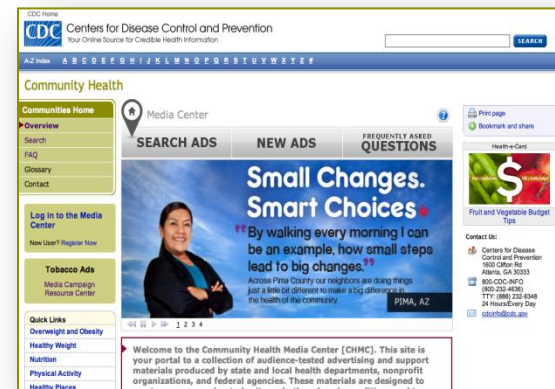 CDC Home
CDC
Centers for Disease Control and Prevention
Your Online Source for Credible Health Information
SEARCH
A-Z Index A B C D E F G H I J K L M N O P Q R S T U V W X Y Z #
Community Health
Communities Home
Overview
Search
FAQ
Glossary
Contact
Log in to the Media
Center
New User? Register Now
Tobacco Ads
Media Campaign
Resource Center
Quick Links
Overweight and Obesity
Healthy Weight
Nutrition
Physical Activity
Healthy Places
Media Center
SEARCH ADS
NEW ADS
FREQUENTLY ASKED
QUESTIONS
Small Changes.
Smart Choices.
"By walking every morning I can
be an example, how small steps
lead to big changes."
Across Pima County our neighbors are doing things
just a little bit different to make a big difference in
the health of the community.
PIMA, AZ
1 2 3 4
Welcome to the Community Health Media Center [CHMC]. This site is
your portal to a collection of audience-tested advertising and support
materials produced by state and local health departments, nonprofit
organizations, and federal agencies. These materials are designed to
Print page
Bookmark and share
Health-e-Card
Fruit and Vegetable Budget
Tips
Contact Us:
Centers for Disease
Control and Prevention
1600 Clifton Rd
Atlanta, GA 30333
800-CDC-INFO
(800-232-4636)
TTY: (888) 232-6348
24 Hours/Every Day
cdcinfo@cdc.gov